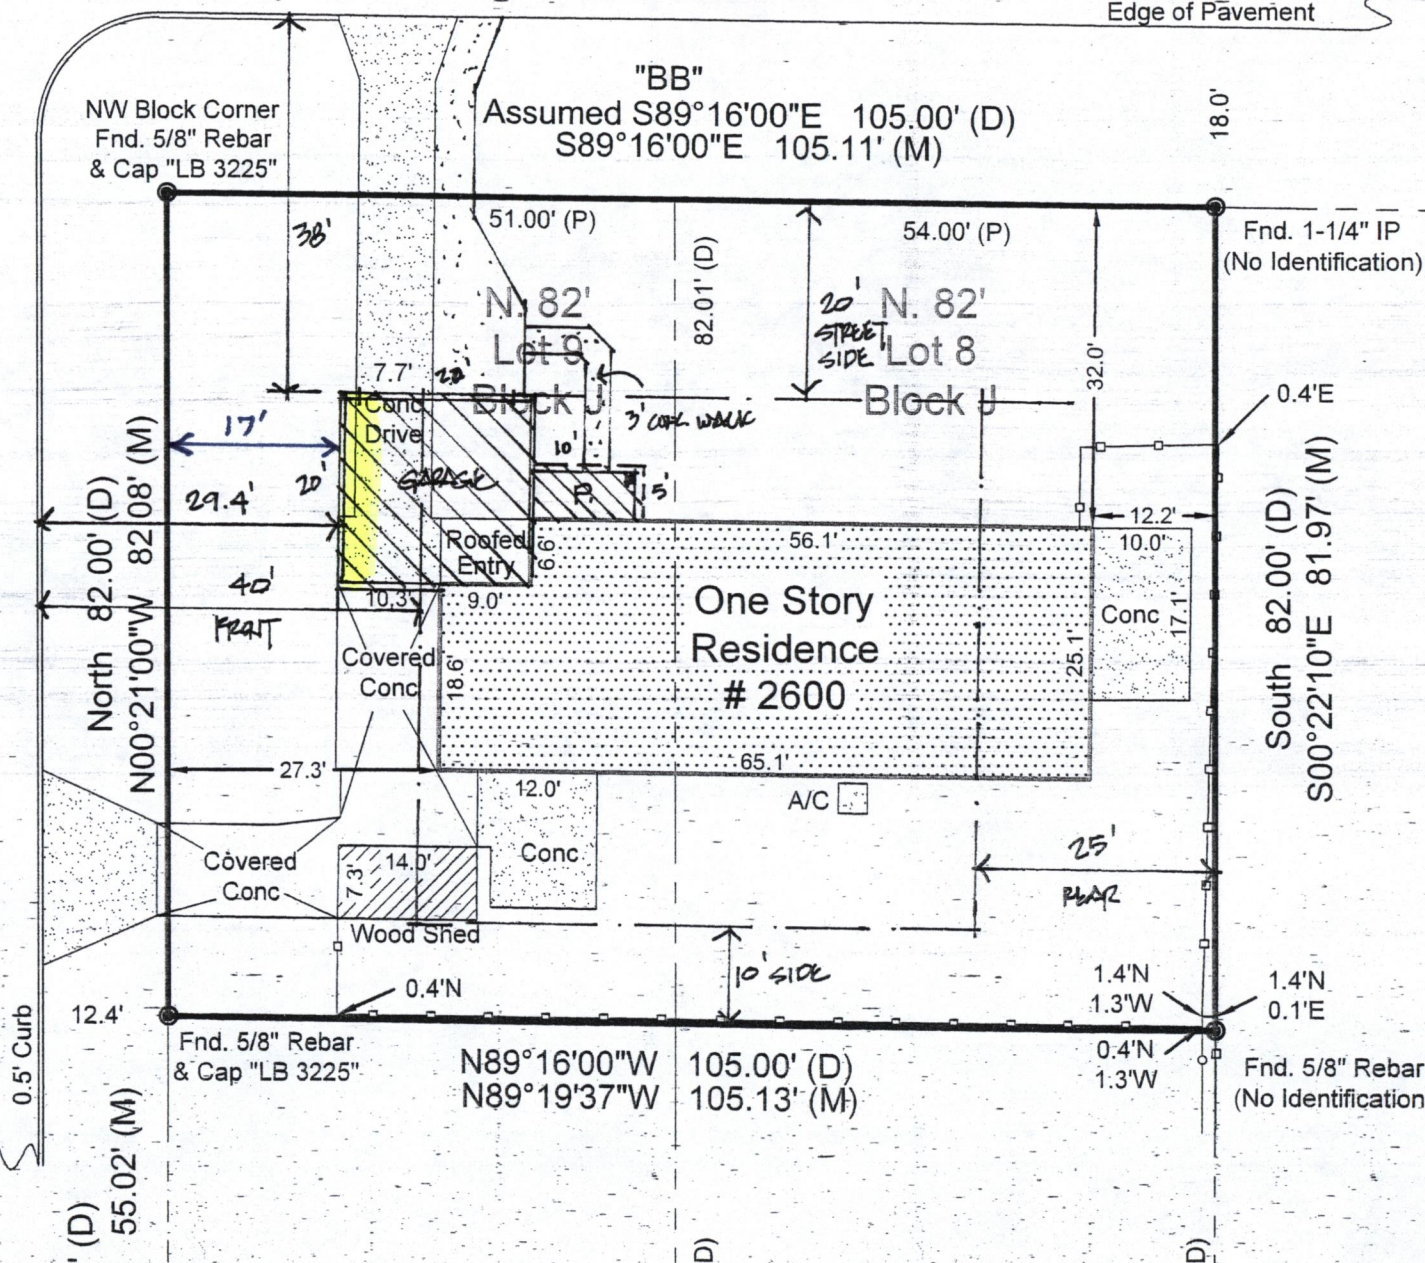 Edge of Pavement
"BB"
Assumed S89°16'00"E 105.00' (D)
S89°16'00"E 105.11' (M)
18.0'
NW Block Corner
Fnd. 5/8" Rebar
& Cap "LB 3225"
38'
51.00' (P)
54.00' (P)
Fnd. 1-1/4" IP
(No Identification)
82.01' (D)
N. 82'
Lot 9
Block J
20'
STREET
SIDE
N. 82'
Lot 8
Block J
32.0'
7.7'
20'
0.4'E
Conc
Drive
3' CONC WALK
17'
10'
GARAGE
20'
5'
29.4'
12.2'
10.0'
Roofed
Entry
6.6'
56.1'
40'
FRONT
10.3'
9.0'
One Story
Residence
# 2600
25.1'
Conc
17.1'
North 82.00' (D)
N00°21'00"W 82.08' (M)
South 82.00' (D)
S00°22'10"E 81.97' (M)
Covered
Conc
18.6'
27.3'
65.1'
12.0'
A/C
Conc
Covered
Conc
14.0'
7.3'
Wood Shed
25'
REAR
10' SIDE
0.4'N
1.4'N
1.3'W
1.4'N
0.1'E
12.4'
0.5' Curb
Fnd. 5/8" Rebar
& Cap "LB 3225"
N89°16'00"W 105.00' (D)
N89°19'37"W 105.13' (M)
0.4'N
1.3'W
Fnd. 5/8" Rebar
(No Identification
55.02' (M)
' (D)
D)
D)